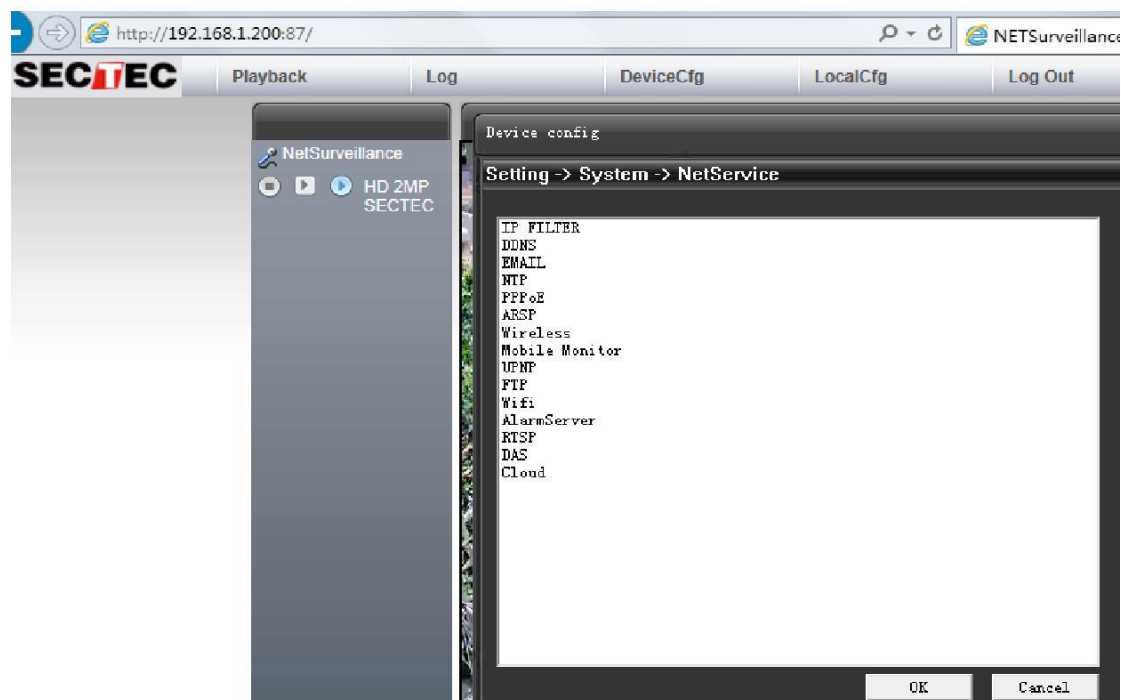 http://192.168.1.200:87/
NETSurveillance
SECTEC
Playback Log DeviceCfg LocalCfg Log Out
Device config
NetSurveillance
Setting -> System -> NetService
HD 2MP
SECTEC
IP FILTER
DDNS
EMAIL
NTP
PPPoE
ARSP
Wireless
Mobile Monitor
UPNP
FTP
Wifi
AlarmServer
RTSP
DAS
Cloud
OK Cancel